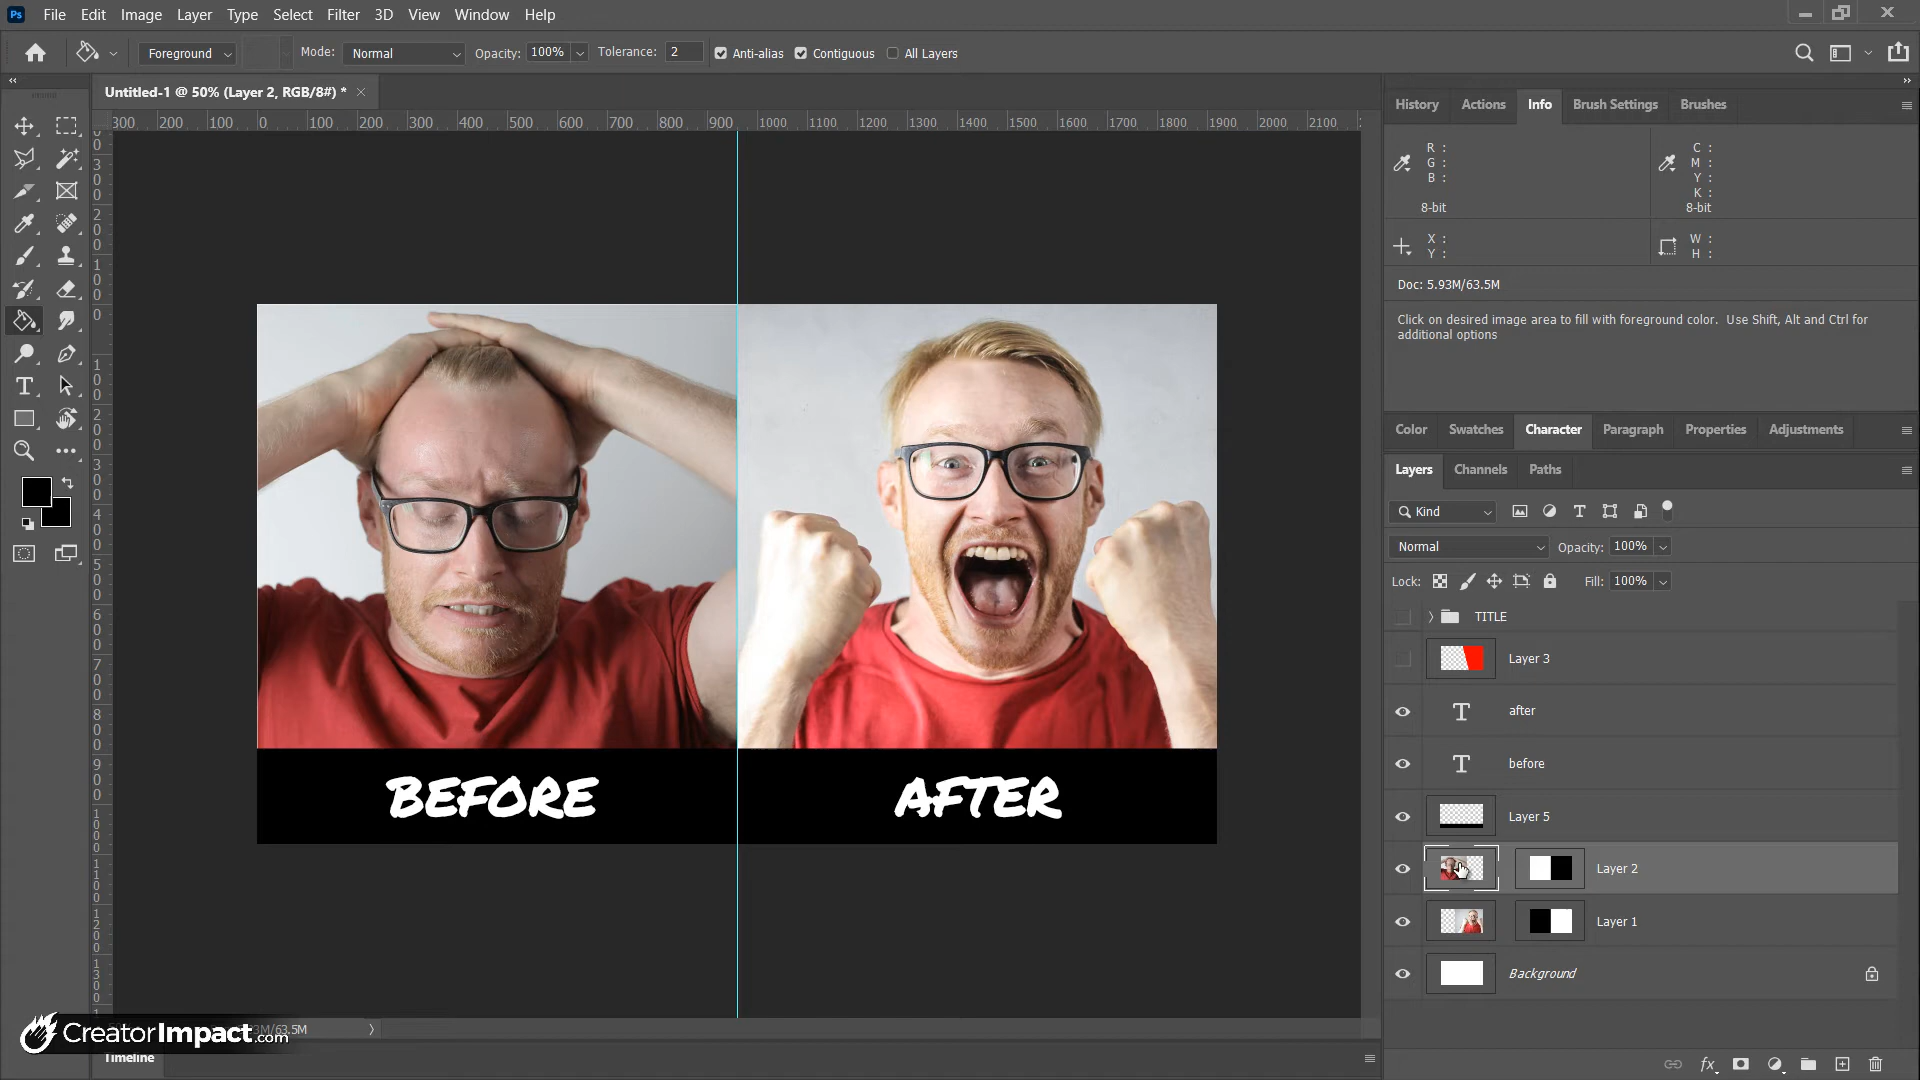 Ps File Edit Image Layer Type Select Filter 3D View Window Help
Foreground Mode: Normal Opacity: 100% Tolerance: 2 Anti-alias Contiguous All Layers
Untitled-1 @ 50% (Layer 2, RGB/8#) *
300 200 100 0 100 200 300 400 500 600 700 800 900 1000 1100 1200 1300 1400 1500 1600 1700 1800 1900 2000 2100
History Actions Info Brush Settings Brushes
R : C :
G : M :
B : Y :
K :
8-bit 8-bit
X : W :
Y : H :
Doc: 5.93M/63.5M
Click on desired image area to fill with foreground color. Use Shift, Alt and Ctrl for
additional options
Color Swatches Character Paragraph Properties Adjustments
Layers Channels Paths
Kind
Normal Opacity: 100%
Lock: Fill: 100%
TITLE
Layer 3
after
before
Layer 5
Layer 2
Layer 1
Background
BEFORE AFTER
CreatorImpact.com
3M/63.5M
Timeline